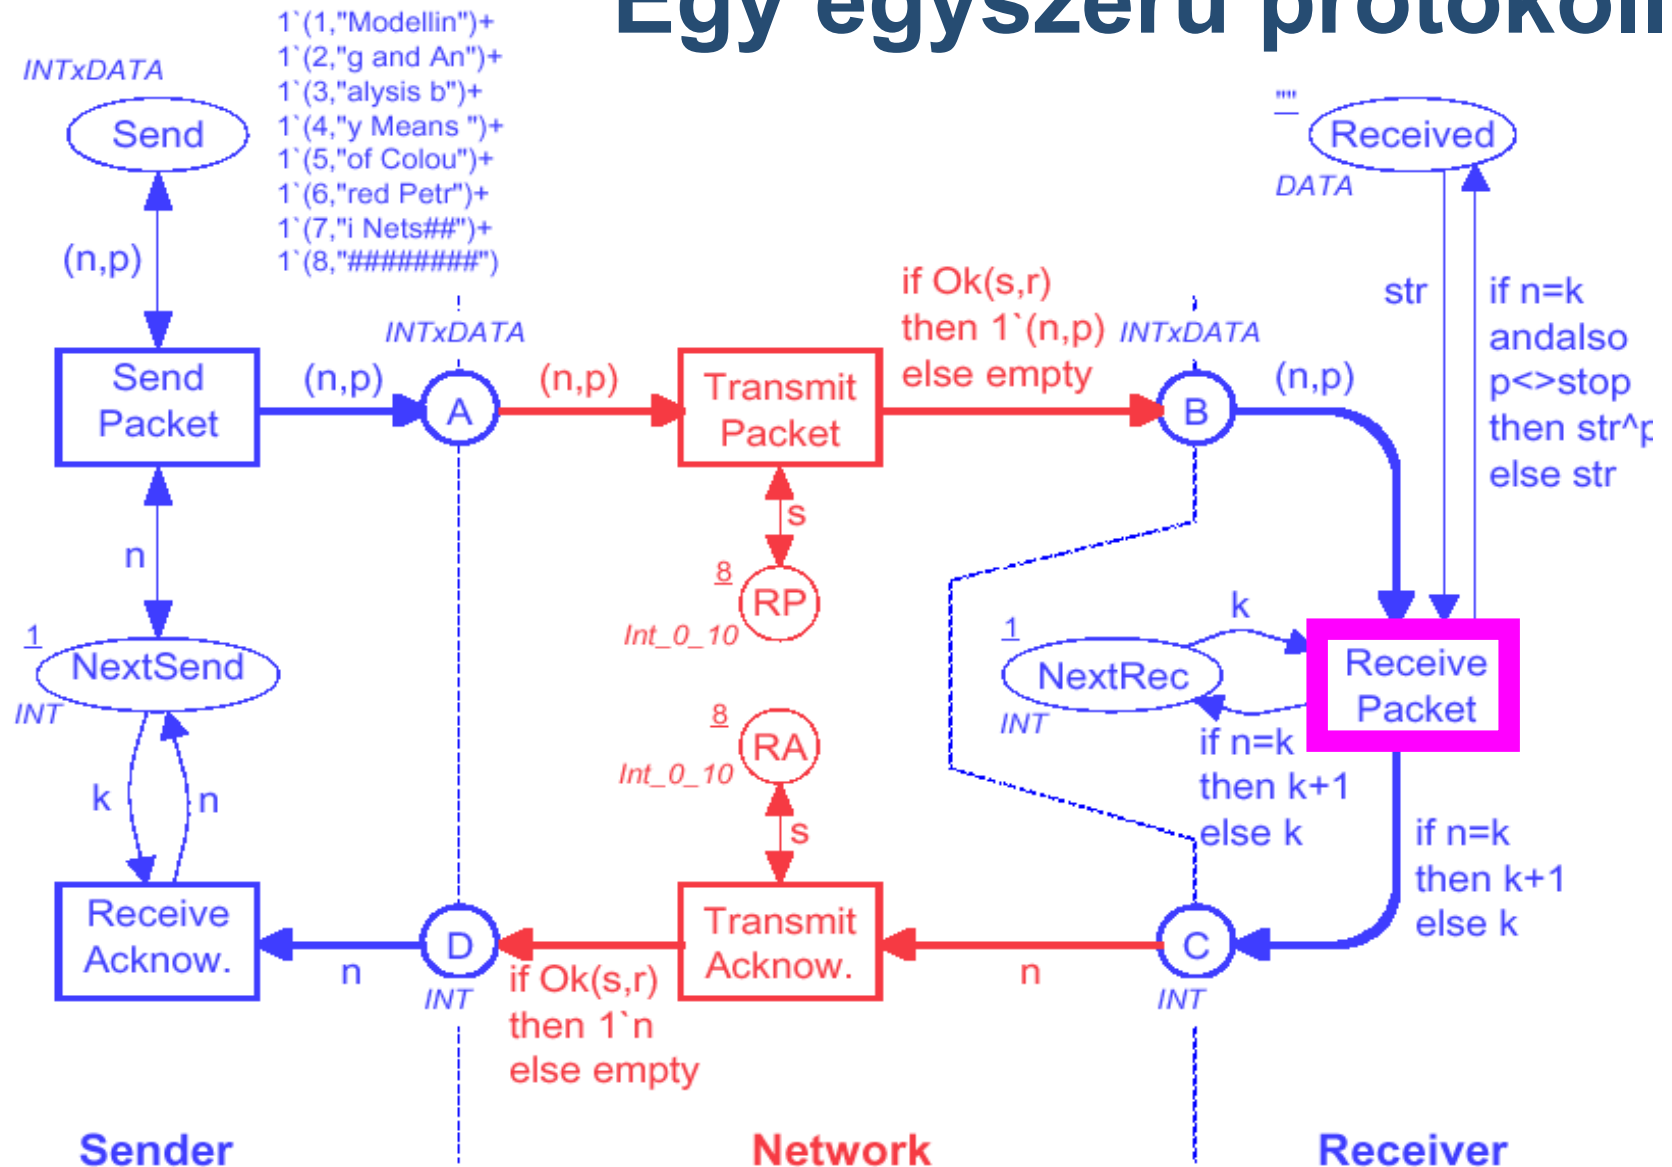 Egy egyszerű protokoll
1`(1,"Modellin")+
1`(2,"g and An")+
1`(3,"alysis b")+
1`(4,"y Means ")+
1`(5,"of Colou")+
1`(6,"red Petr")+
1`(7,"i Nets##")+
1`(8,"########")
INTxDATA
Send
(n,p)
Send
Packet
(n,p)
INTxDATA
A
(n,p)
Transmit
Packet
if Ok(s,r)
then 1`(n,p)
else empty
INTxDATA
B
(n,p)
""
Received
DATA
str
if n=k
andalso
p<>stop
then str^p
else str
n
1
NextSend
INT
s
8
RP
Int_0_10
8
RA
Int_0_10
s
k
1
NextRec
INT
Receive
Packet
if n=k
then k+1
else k
if n=k
then k+1
else k
k
n
Receive
Acknow.
n
D
INT
if Ok(s,r)
then 1`n
else empty
Transmit
Acknow.
n
C
INT
Sender
Network
Receiver